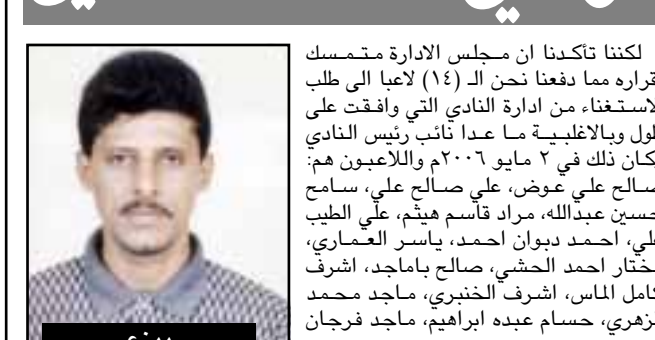 لكننا تأكدنا ان مجلس الادارة متمسك
قراره مما دفعنا نحن الـ (١٤) لاعبا الى طلب
لاستغناء من ادارة النادي التي وافقت على
طول وبالاغلبية ما عدا نائب رئيس النادي
كان ذلك في ٢ مايو ٢٠٠٦م واللاعبون هم:
صالح علي عوض، علي صالح علي، سامح
حسين عبدالله، مراد قاسم هيثم، علي الطيب
علي، احمد دبوان احمد، ياسر العماري،
ختار احمد الحشي، صالح باماجد، اشرف
كامل الماس، اشرف الخنبري، ماجد محمد
زهري، حسام عبده ابراهيم، ماجد فرجان